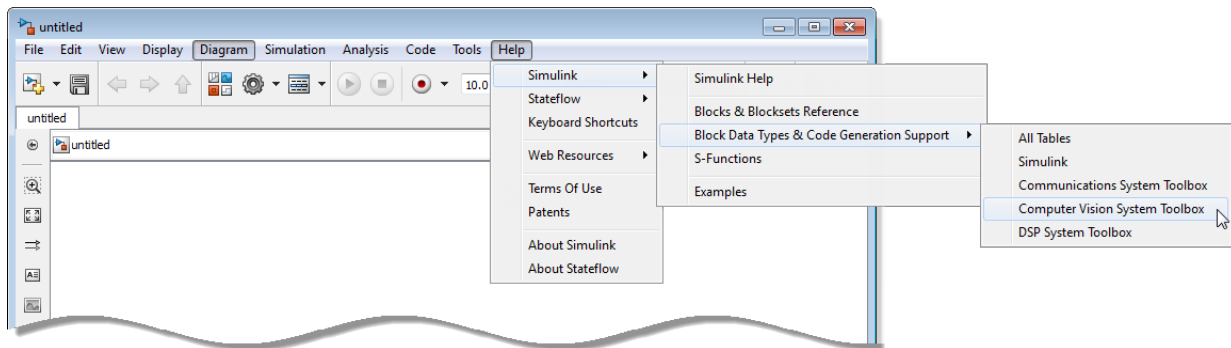 untitled
File Edit View Display Diagram Simulation Analysis Code Tools Help
10.0
untitled
untitled
Simulink
Stateflow
Keyboard Shortcuts
Web Resources
Terms Of Use
Patents
About Simulink
About Stateflow
Simulink Help
Blocks & Blocksets Reference
Block Data Types & Code Generation Support
S-Functions
Examples
All Tables
Simulink
Communications System Toolbox
Computer Vision System Toolbox
DSP System Toolbox